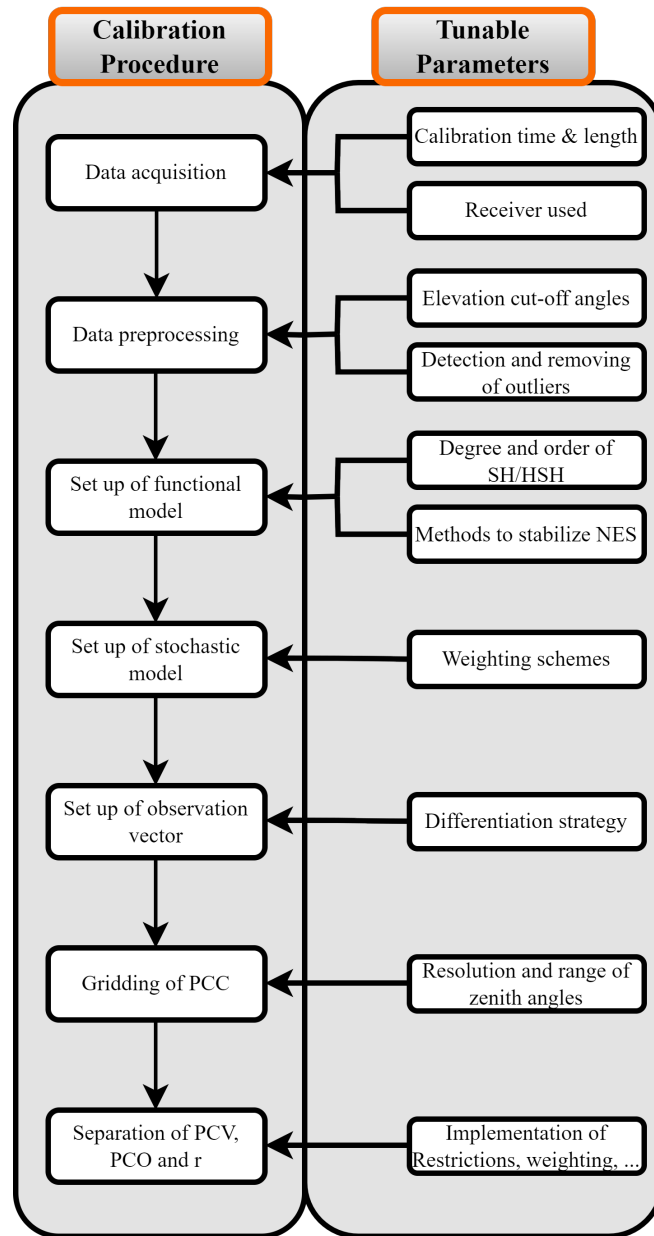 Calibration
Procedure
Tunable
Parameters
Data acquisition
Calibration time & length
Receiver used
Data preprocessing
Elevation cut-off angles
Detection and removing
of outliers
Set up of functional
model
Degree and order of
SH/HSH
Methods to stabilize NES
Set up of stochastic
model
Weighting schemes
Set up of observation
vector
Differentiation strategy
Gridding of PCC
Resolution and range of
zenith angles
Separation of PCV,
PCO and r
Implementation of
Restrictions, weighting, ...